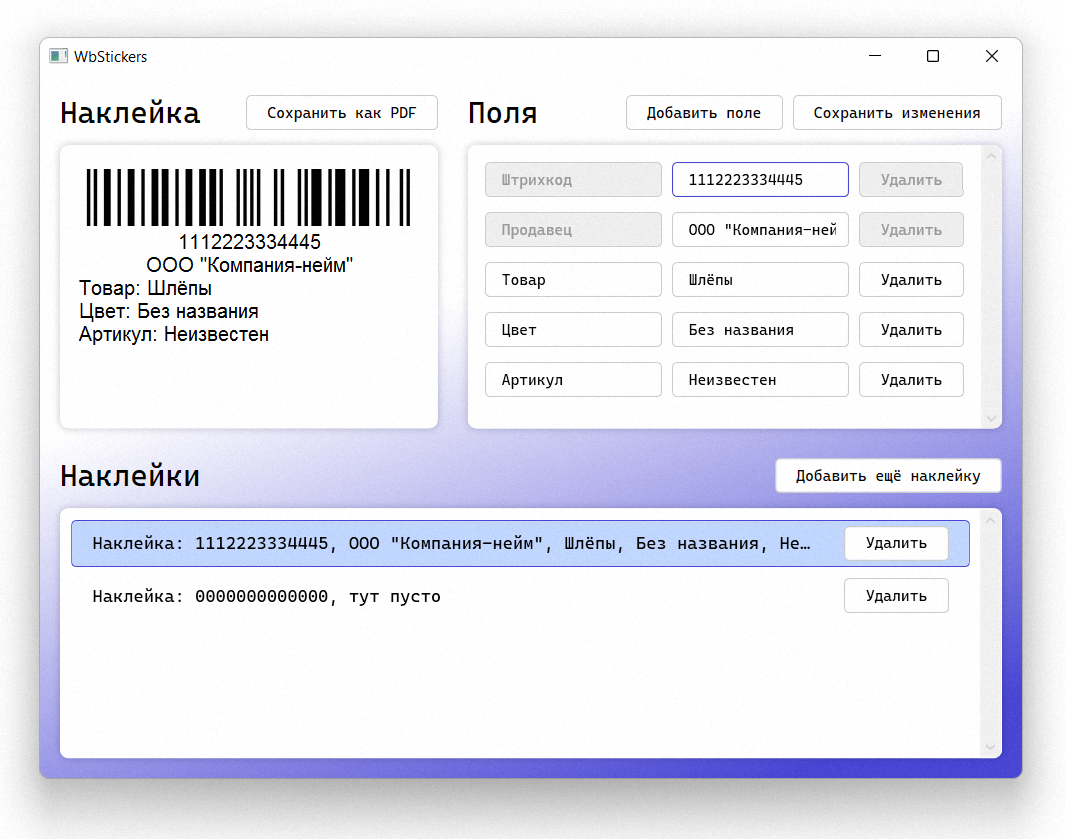 WbStickers
Наклейка
Сохранить как PDF
Поля
Добавить поле
Сохранить изменения
1112223334445
ООО "Компания-нейм"
Товар: Шлёпы
Цвет: Без названия
Артикул: Неизвестен
Штрихкод
1112223334445
Удалить
Продавец
ООО "Компания-ней
Удалить
Товар
Шлёпы
Удалить
Цвет
Без названия
Удалить
Артикул
Неизвестен
Удалить
Наклейки
Добавить ещё наклейку
Наклейка: 1112223334445, ООО "Компания-нейм", Шлёпы, Без названия, Не…
Удалить
Наклейка: 0000000000000, тут пусто
Удалить